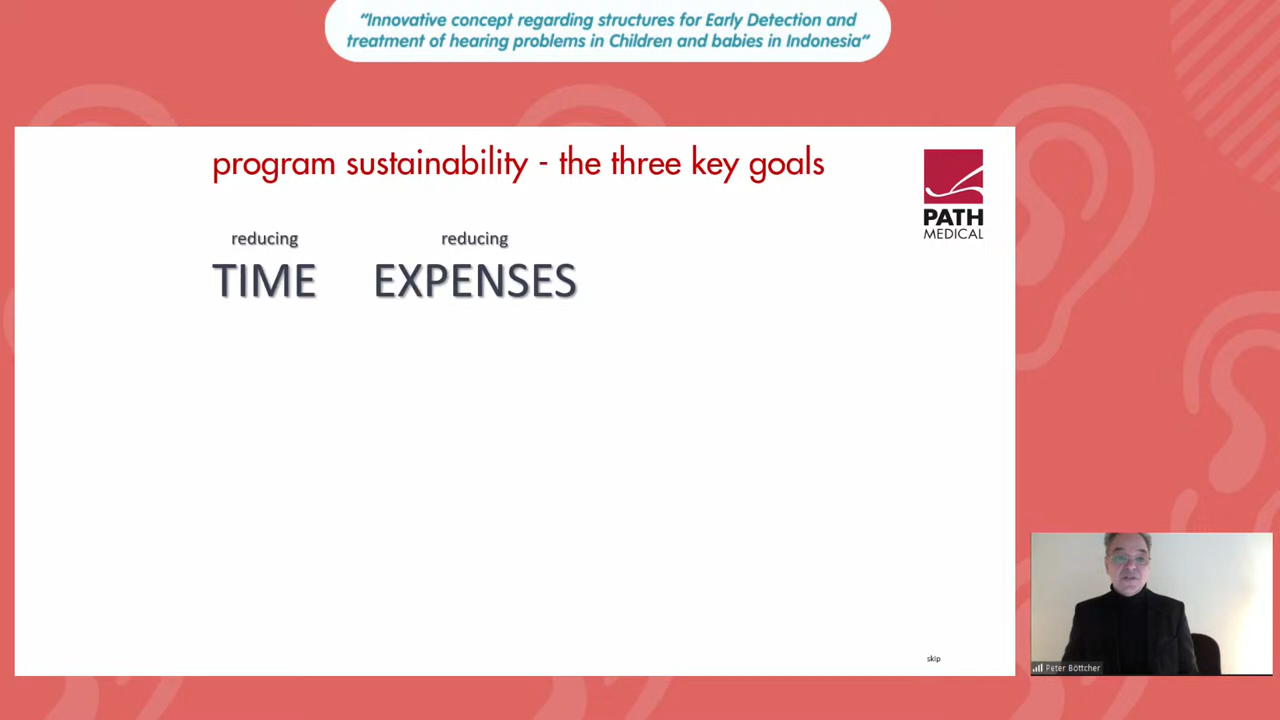 “Innovative concept regarding structures for Early Detection and
treatment of hearing problems in Children and babies in Indonesia“
program sustainability - the three key goals
PATH
MEDICAL
reducing reducing
TIME EXPENSES
skip
Peter Böttcher